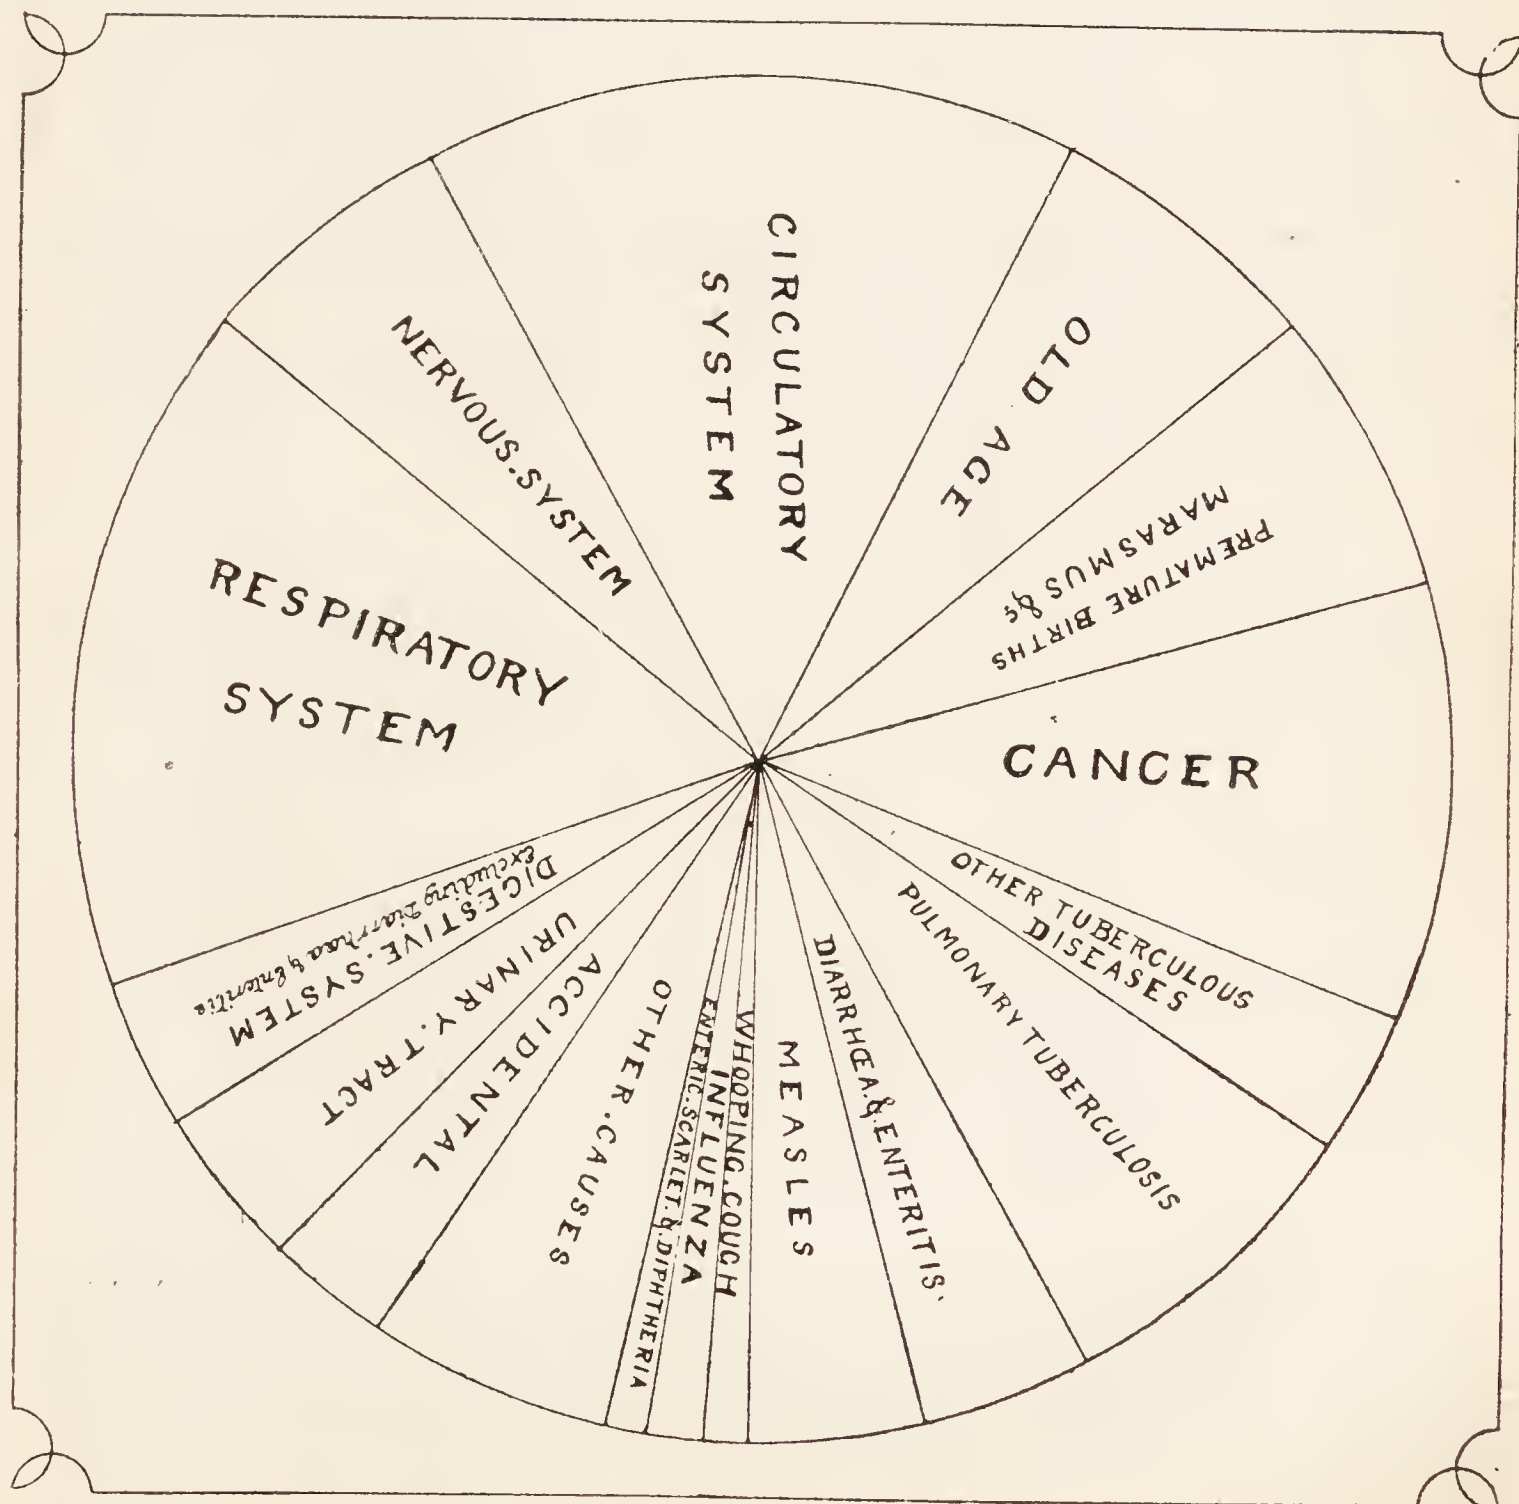 CIRCULATORY
SYSTEM
OLD AGE
PREMATURE BIRTHS
MARASMUS &c
CANCER
OTHER TUBERCULOUS
DISEASES
PULMONARY TUBERCULOSIS
DIARRHŒA.&.ENTERITIS.
MEASLES
WHOOPING.COUGH
INFLUENZA
ENTERIC.SCARLET.&.DIPHTHERIA
OTHER.CAUSES
ACCIDENTAL
URINARY.TRACT
DIGESTIVE.SYSTEM
Excluding Diarrhœa & Enteritis
RESPIRATORY
SYSTEM
NERVOUS.SYSTEM